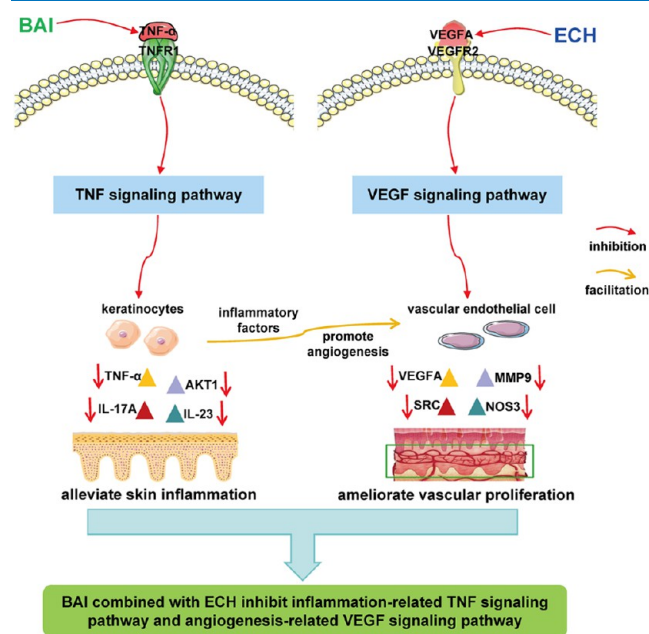 BAI
TNF-α
TNFR1
VEGFA
VEGFR2
ECH
TNF signaling pathway
VEGF signaling pathway
inhibition
facilitation
keratinocytes
inflammatory
factors
promote
angiogenesis
vascular endothelial cell
TNF-α
AKT1
IL-17A
IL-23
VEGFA
MMP9
SRC
NOS3
alleviate skin inflammation
ameliorate vascular proliferation
BAI combined with ECH inhibit inflammation-related TNF signaling
pathway and angiogenesis-related VEGF signaling pathway